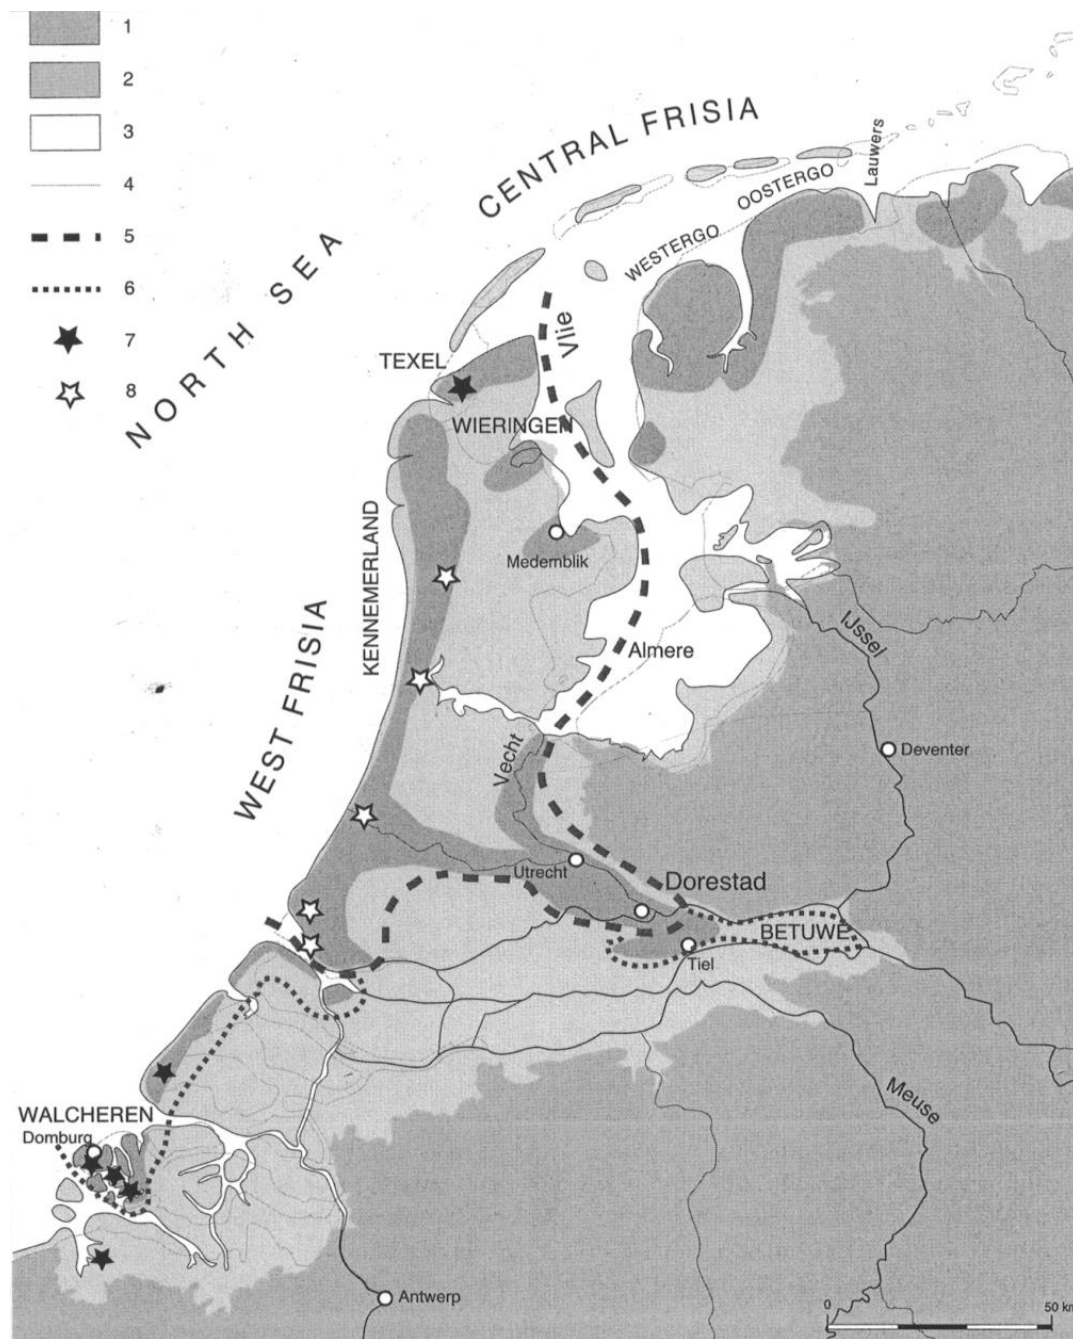 1
2
3
4
5
6
7
8
NORTH SEA
CENTRAL FRISIA
Lauwers
OOSTERGO
WESTERGO
Vlie
TEXEL
WIERINGEN
KENNEMERLAND
Medemblik
WEST FRISIA
Almere
IJssel
Vecht
Deventer
Utrecht
Dorestad
BETUWE
Tiel
Meuse
WALCHEREN
Domburg
Antwerp
0 50 km